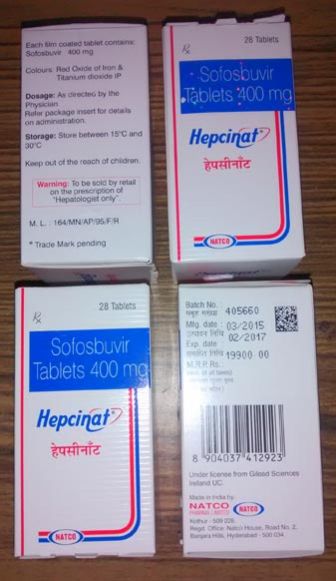 Each film coated tablet contains:
Sofosbuvir 400 mg
Colours: Red Oxide of Iron &
Titanium dioxide IP
Dosage: As directed by the
Physician
Refer package insert for details
on administration.
Storage: Store between 15°C and
30°C
Keep out of the reach of children.
Warning: To be sold by retail
on the prescription of
"Hepatologist only".
M. L. : 164/MN/AP/95/F/R
* Trade Mark pending
Rx
28 Tablets
Sofosbuvir
Tablets 400 mg
Hepcinat*
हेपसीनॉट
NATCO
Hepcinat
Rx
28 Tablets
Sofosbuvir
Tablets 400 mg
Hepcinat*
हेपसीनॉट
NATCO
Batch No. : 405660
Mfg. date : 03/2015
02/2017
Exp. date
19900 00
M.R.P. Rs.
8 904037 412923
Under license from Gilead Sciences
Ireland UC.
Made in India by:
NATCO NATCO
PHARMA LIMITED
Kothur - 509 228.
Regd. Office: Natco House, Road No. 2,
Banjara Hills, Hyderabad - 500 034.